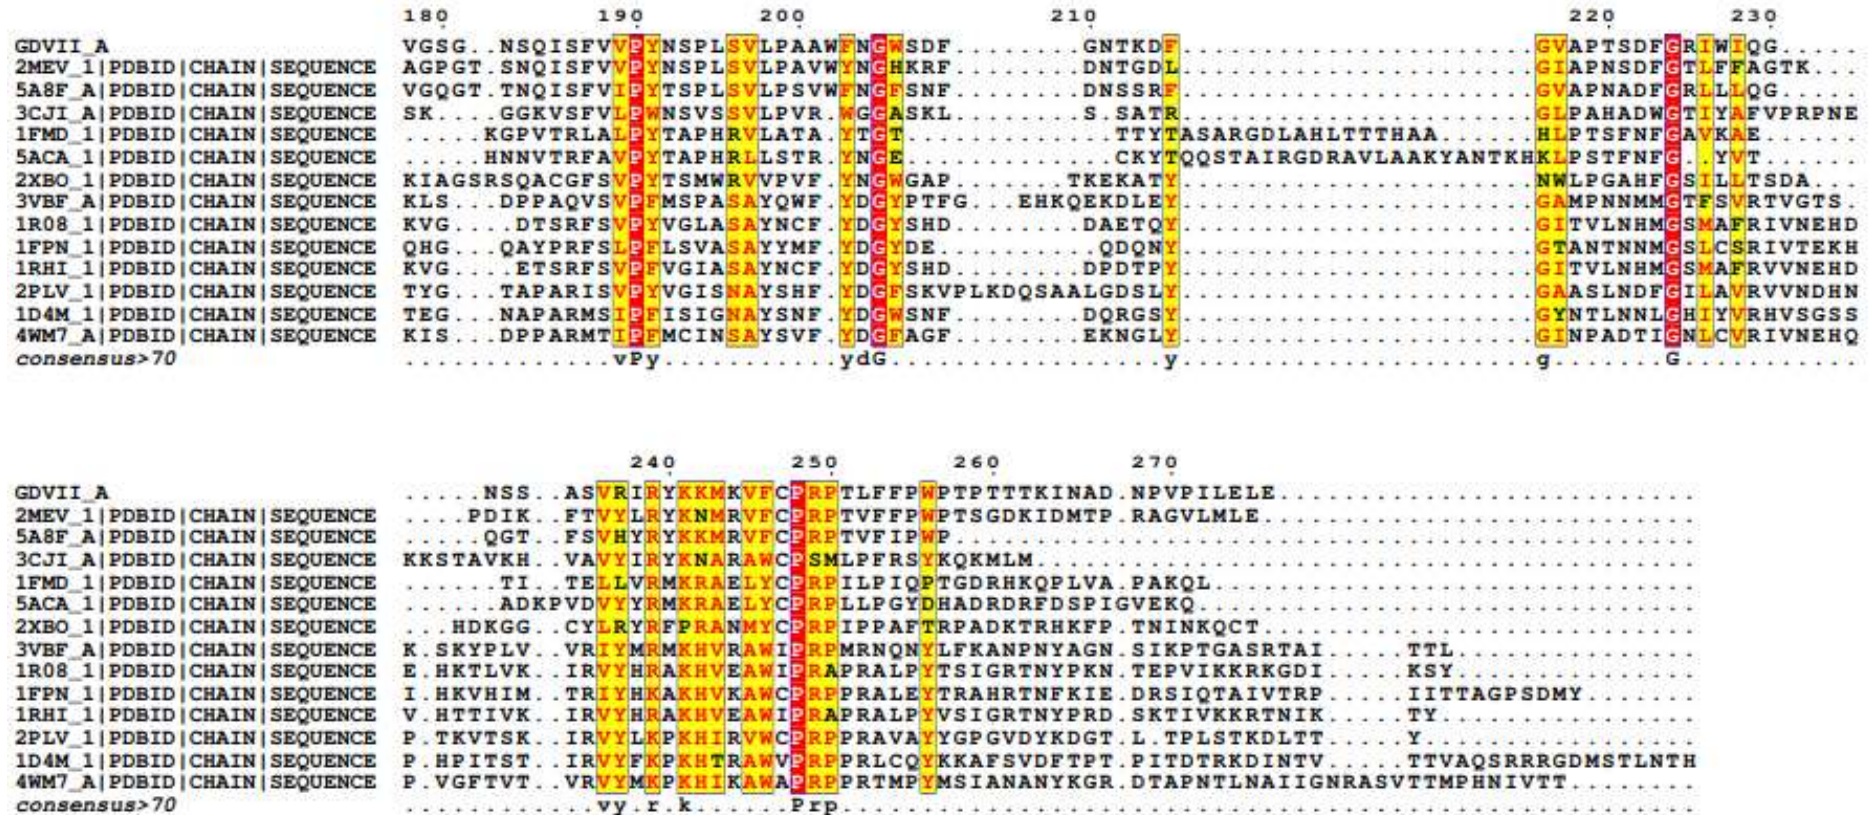 180 190 200 210 220 230
GDVII_A VGSG..NSQISFVVPYNSPLSVLPAAWFNGWSDF........GNTKDF......................GVAPTSDFGRIWIQG.....
2MEV_1|PDBID|CHAIN|SEQUENCE AGPGT.SNQISFVVPYNSPLSVLPAVWYNGHKRF........DNTGDL......................GIAPNSDFGTLFFAGTK...
5A8F_A|PDBID|CHAIN|SEQUENCE VGQGT.TNQISFVIPYTSPLSVLPSVWFNGFSNF........DNSSRF......................GVAPNADFGRLLLQG.....
3CJI_A|PDBID|CHAIN|SEQUENCE SK....GGKVSFVLPWNSVSSVLPVR.WGGASKL........S.SATR......................GLPAHADWGTIYAFVPRPNE
1FMD_1|PDBID|CHAIN|SEQUENCE .....KGPVTRLALPYTAPHRVLATA.YTGT..........TTYTASARGDLAHLTTTHAA......HLPTSFNFGAVKAE......
5ACA_1|PDBID|CHAIN|SEQUENCE .....HNNVTRFAVPYTAPHRLLSTR.YNGE..........CKYTQQSTAIRGDRAVLAAKYANTKHKLPSTFNFG..YVT......
2XBO_1|PDBID|CHAIN|SEQUENCE KIAGSRSQACGFSVPYTSMWRVVPVF.YNGWGAP.......TKEKATY......................NWLPGAHFGSILLTSDA...
3VBF_A|PDBID|CHAIN|SEQUENCE KLS...DPPAQVSVPFMSPASAYQWF.YDGYPTFG...EHKQEKDLEY......................GAMPNNMMGTFSVRTVGTS.
1R08_1|PDBID|CHAIN|SEQUENCE KVG....DTSRFSVPYVGLASAYNCF.YDGYSHD........DAETQY......................GITVLNHMGSMAFRIVNEHD
1FPN_1|PDBID|CHAIN|SEQUENCE QHG...QAYPRFSLPFLSVASAYYMF.YDGYDE..........QDQNY......................GTANTNNMGSLCSRIVTEKH
1RHI_1|PDBID|CHAIN|SEQUENCE KVG....ETSRFSVPFVGIASAYNCF.YDGYSHD........DPDTPY......................GITVLNHMGSMAFRVVNEHD
2PLV_1|PDBID|CHAIN|SEQUENCE TYG...TAPARISVPYVGISNAYSHF.YDGFSKVPLKDQSAALGDSLY......................GAASLNDFGILAVRVVNDHN
1D4M_1|PDBID|CHAIN|SEQUENCE TEG...NAPARMSIPFISIGNAYSNF.YDGWSNF........DQRGSY......................GYNTLNNLGHIYVRHVSGSS
4WM7_A|PDBID|CHAIN|SEQUENCE KIS...DPPARMTIPFMCINSAYSVF.YDGFAGF........EKNGLY......................GINPADTIGNLCVRIVNEHQ
consensus>70 .............vPy...........ydG.................y......................g.......G...........
240 250 260 270
GDVII_A .....NSS..ASVRIRYKKMKVFCPRPTLFFPWPTPTTTKINAD.NPVPILELE..........................
2MEV_1|PDBID|CHAIN|SEQUENCE ....PDIK..FTVYLRYKNMRVFCPRPTVFFPWPTSGDKIDMTP.RAGVLMLE...........................
5A8F_A|PDBID|CHAIN|SEQUENCE .....QGT..FSVHYRYKKMRVFCPRPTVFIPWP..............................................
3CJI_A|PDBID|CHAIN|SEQUENCE KKSTAVKH..VAVYIRYKNARAWCPSMLPFRSYKQKMLM.........................................
1FMD_1|PDBID|CHAIN|SEQUENCE ......TI..TELLVRMKRAELYCPRPILPIQPTGDRHKQPLVA.PAKQL..............................
5ACA_1|PDBID|CHAIN|SEQUENCE ......ADKPVDVYYRMKRAELYCPRPLLPGYDHADRDRFDSPIGVEKQ...............................
2XBO_1|PDBID|CHAIN|SEQUENCE ...HDKGG..CYLRYRFPRANMYCPRPIPPAFTRPADKTRHKFP.TNINKQCT...........................
3VBF_A|PDBID|CHAIN|SEQUENCE K.SKYPLV..VRIYMRMKHVRAWIPRPMRNQNYLFKANPNYAGN.SIKPTGASRTAI.....TTL...............
1R08_1|PDBID|CHAIN|SEQUENCE E.HKTLVK..IRVYHRAKHVEAWIPRAPRALPYTSIGRTNYPKN.TEPVIKKRKGDI.....KSY...............
1FPN_1|PDBID|CHAIN|SEQUENCE I.HKVHIM..TRIYHKAKHVKAWCPRPPRALEYTRAHRTNFKIE.DRSIQTAIVTRP.....IITTAGPSDMY.......
1RHI_1|PDBID|CHAIN|SEQUENCE V.HTTIVK..IRVYHRAKHVEAWIPRAPRALPYVSIGRTNYPRD.SKTIVKKRTNIK.....TY................
2PLV_1|PDBID|CHAIN|SEQUENCE P.TKVTSK..IRVYLKPKHIRVWCPRPPRAVAYYGPGVDYKDGT.L.TPLSTKDLTT.....Y.................
1D4M_1|PDBID|CHAIN|SEQUENCE P.HPITST..IRVYFKPKHTRAWVPRPPRLCQYKKAFSVDFTPT.PITDTRKDINTV.....TTVAQSRRRGDMSTLNTH
4WM7_A|PDBID|CHAIN|SEQUENCE P.VGFTVT..VRVYMKPKHIKAWAPRPPRTMPYMSIANANYKGR.DTAPNTLNAIIGNRASVTTMPHNIVTT........
consensus>70 ............vy.r.k......Prp.....................................................